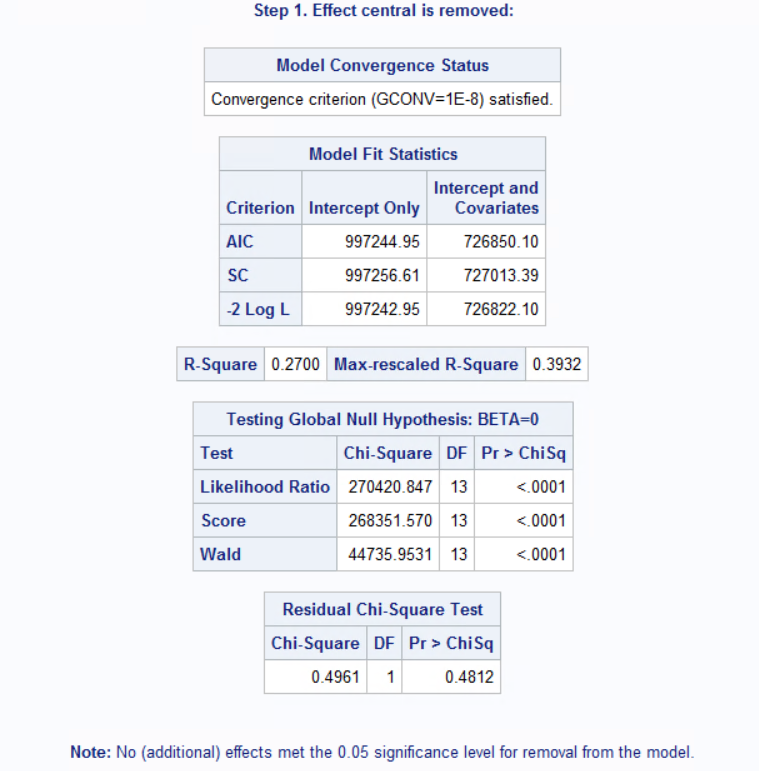 Step 1. Effect central is removed:
Model Convergence Status
Convergence criterion (GCONV=1E-8) satisfied.
Model Fit Statistics
Criterion Intercept Only Intercept and Covariates
AIC 997244.95 726850.10
SC 997256.61 727013.39
-2 Log L 997242.95 726822.10
R-Square 0.2700 Max-rescaled R-Square 0.3932
Testing Global Null Hypothesis: BETA=0
Test Chi-Square DF Pr > ChiSq
Likelihood Ratio 270420.847 13 <.0001
Score 268351.570 13 <.0001
Wald 44735.9531 13 <.0001
Residual Chi-Square Test
Chi-Square DF Pr > ChiSq
0.4961 1 0.4812
Note: No (additional) effects met the 0.05 significance level for removal from the model.